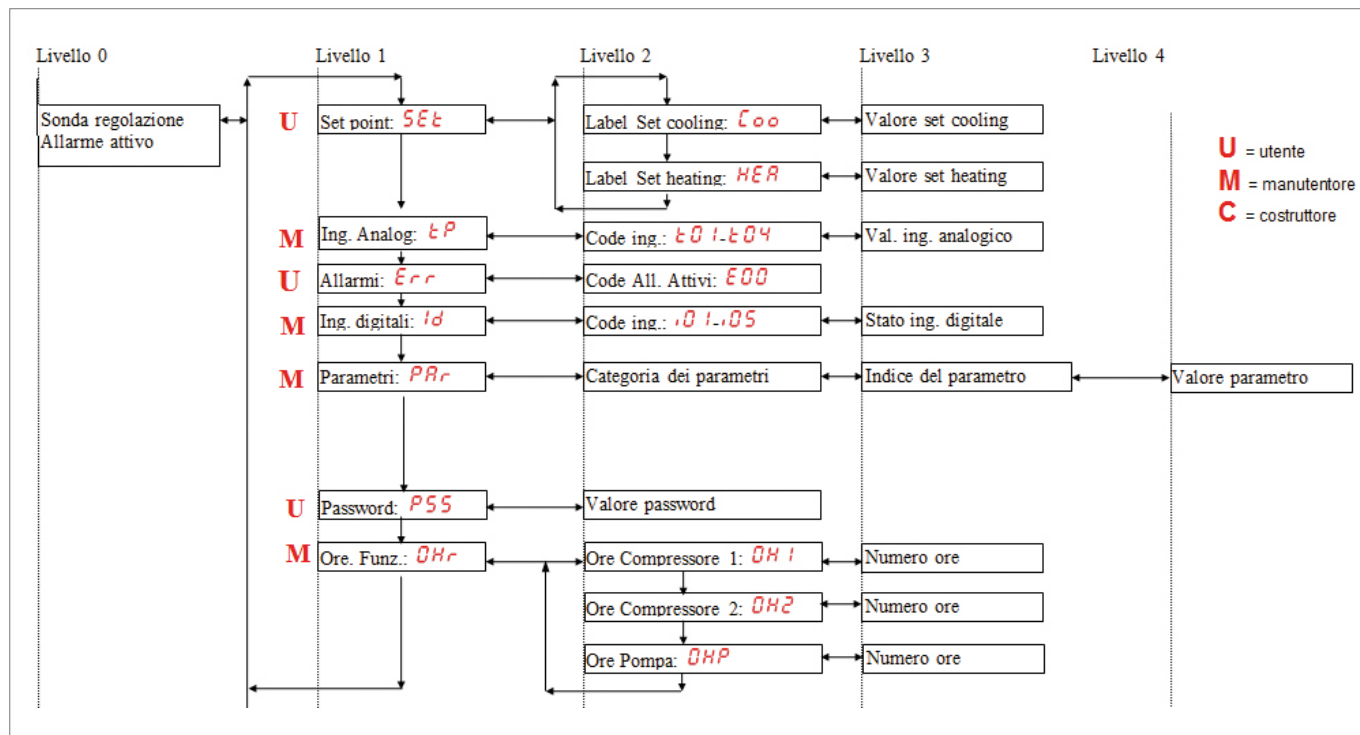 Livello 0
Livello 1
Livello 2
Livello 3
Livello 4
Sonda regolazione
Allarme attivo
U
Set point: SEt
Label Set cooling: Coo
Valore set cooling
Label Set heating: HEA
Valore set heating
U = utente
M = manutentore
C = costruttore
M
Ing. Analog: tP
Code ing.: t01-t04
Val. ing. analogico
U
Allarmi: Err
Code All. Attivi: E00
M
Ing. digitali: Id
Code ing.: i01-i05
Stato ing. digitale
M
Parametri: PAr
Categoria dei parametri
Indice del parametro
Valore parametro
U
Password: PSS
Valore password
M
Ore. Funz.: OHr
Ore Compressore 1: OH1
Numero ore
Ore Compressore 2: OH2
Numero ore
Ore Pompa: OHP
Numero ore